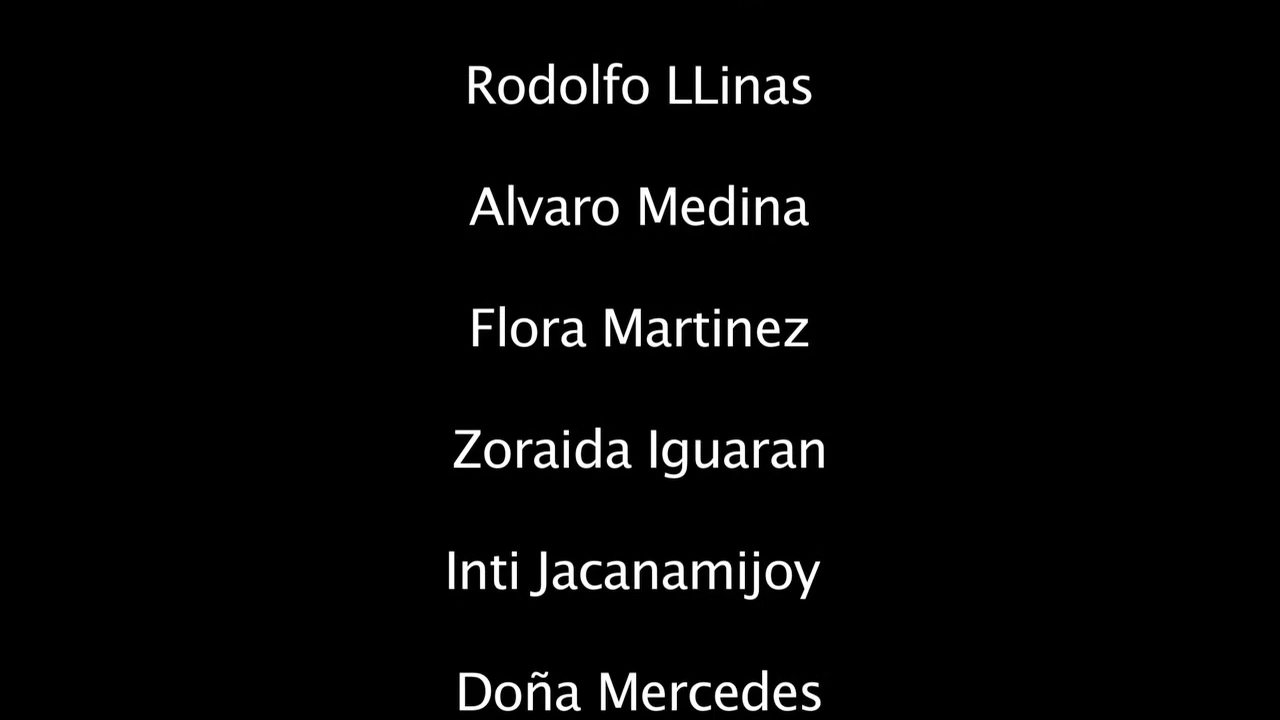 Rodolfo LLinas
Alvaro Medina
Flora Martinez
Zoraida Iguaran
Inti Jacanamijoy
Doña Mercedes